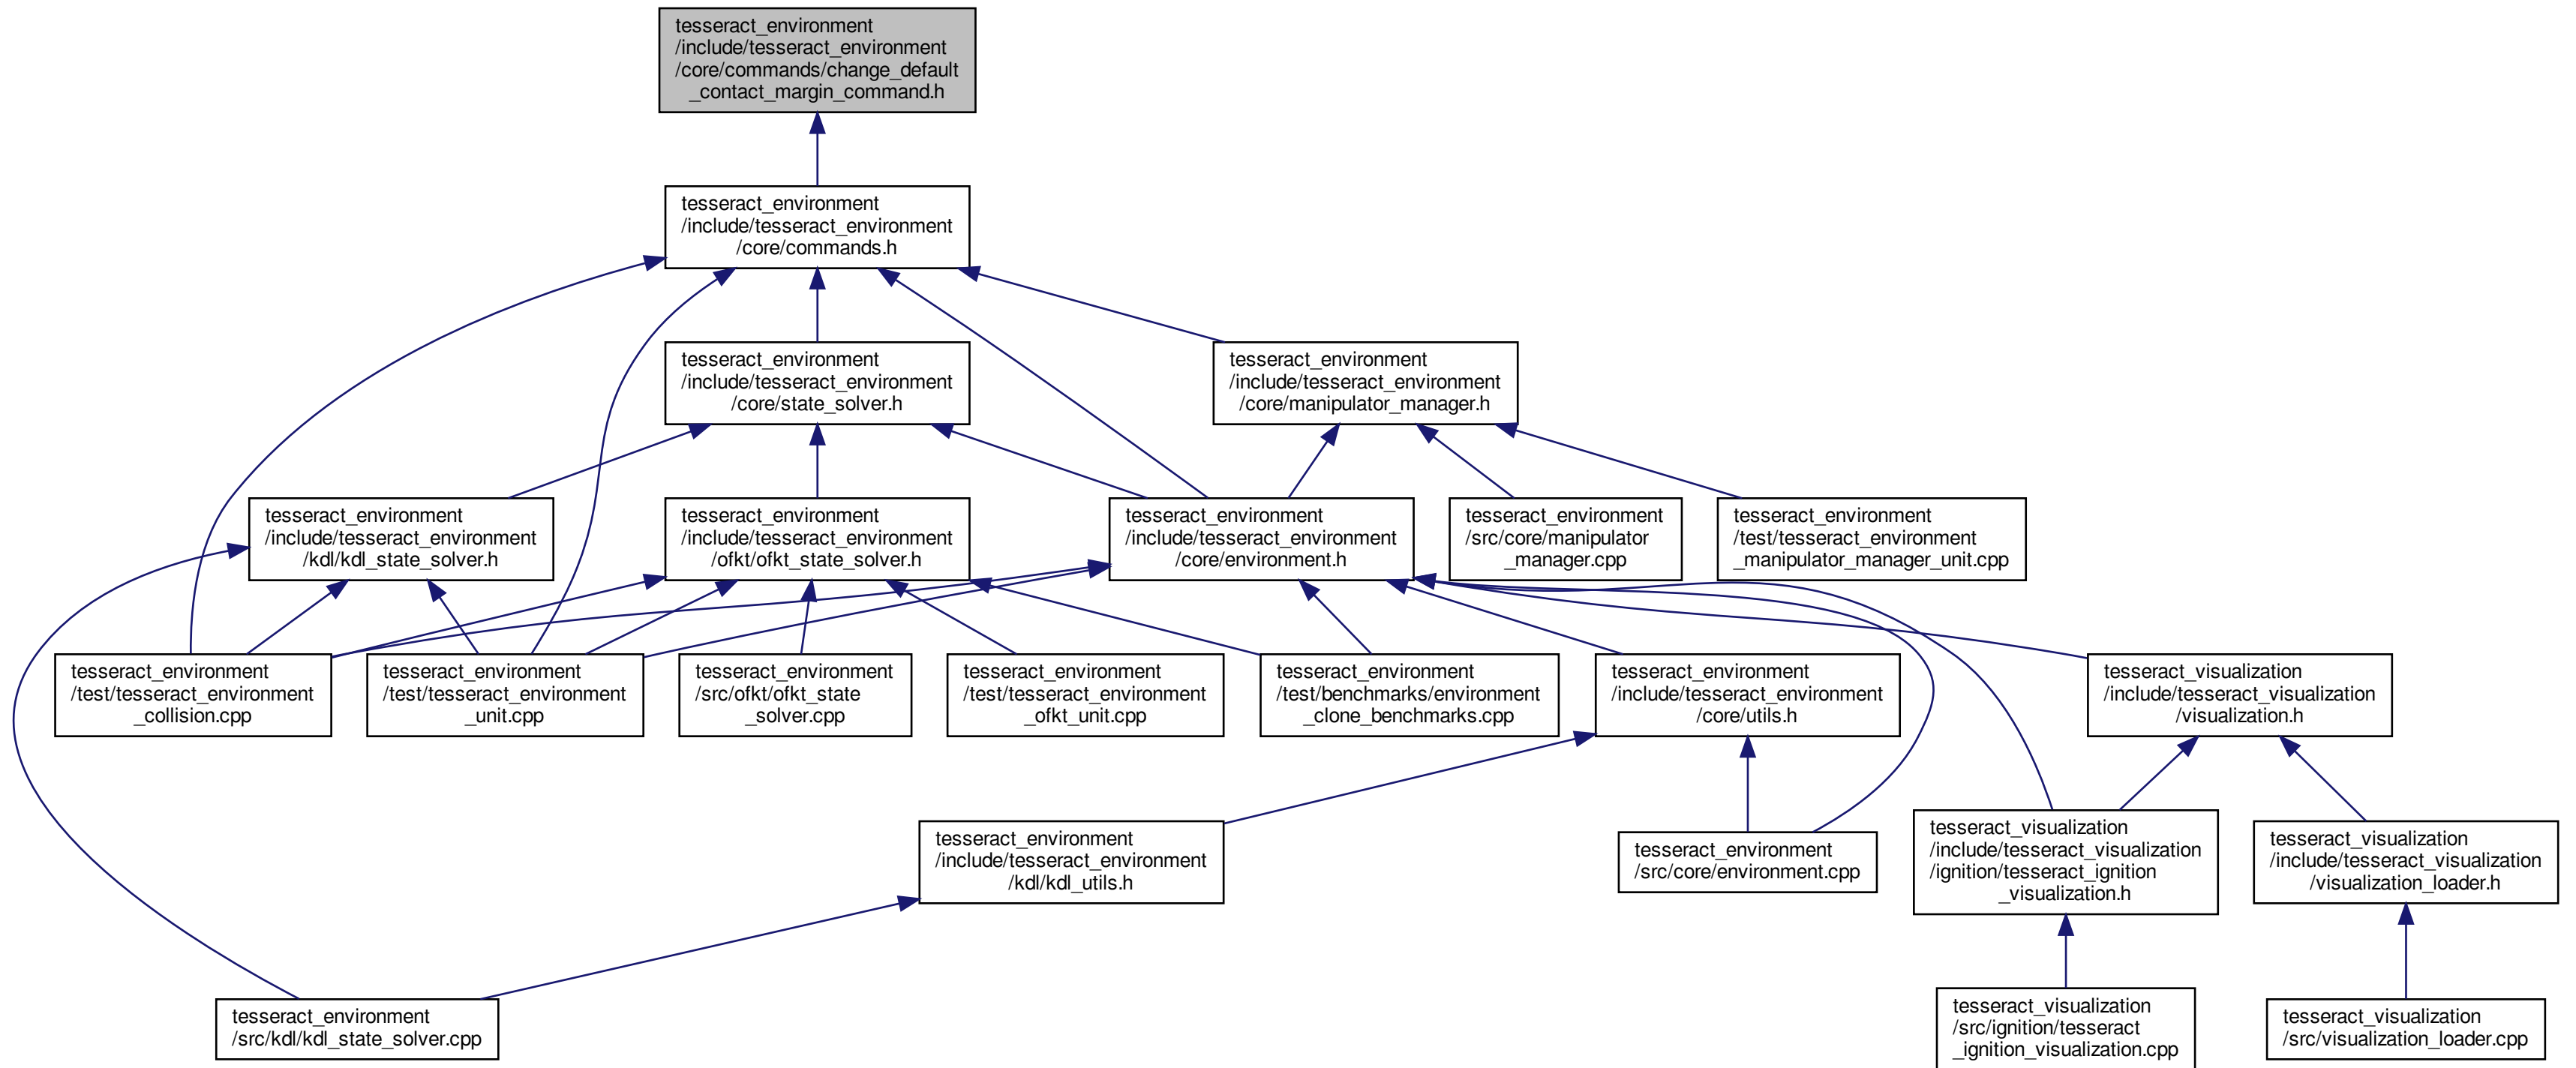 tesseract_environment
/include/tesseract_environment
/core/commands/change_default
_contact_margin_command.h
tesseract_environment
/include/tesseract_environment
/core/commands.h
tesseract_environment
/include/tesseract_environment
/core/state_solver.h
tesseract_environment
/include/tesseract_environment
/core/manipulator_manager.h
tesseract_environment
/include/tesseract_environment
/kdl/kdl_state_solver.h
tesseract_environment
/include/tesseract_environment
/ofkt/ofkt_state_solver.h
tesseract_environment
/include/tesseract_environment
/core/environment.h
tesseract_environment
/src/core/manipulator
_manager.cpp
tesseract_environment
/test/tesseract_environment
_manipulator_manager_unit.cpp
tesseract_environment
/test/tesseract_environment
_collision.cpp
tesseract_environment
/test/tesseract_environment
_unit.cpp
tesseract_environment
/src/ofkt/ofkt_state
_solver.cpp
tesseract_environment
/test/tesseract_environment
_ofkt_unit.cpp
tesseract_environment
/test/benchmarks/environment
_clone_benchmarks.cpp
tesseract_environment
/include/tesseract_environment
/core/utils.h
tesseract_visualization
/include/tesseract_visualization
/visualization.h
tesseract_environment
/include/tesseract_environment
/kdl/kdl_utils.h
tesseract_environment
/src/core/environment.cpp
tesseract_visualization
/include/tesseract_visualization
/ignition/tesseract_ignition
_visualization.h
tesseract_visualization
/include/tesseract_visualization
/visualization_loader.h
tesseract_environment
/src/kdl/kdl_state_solver.cpp
tesseract_visualization
/src/ignition/tesseract
_ignition_visualization.cpp
tesseract_visualization
/src/visualization_loader.cpp